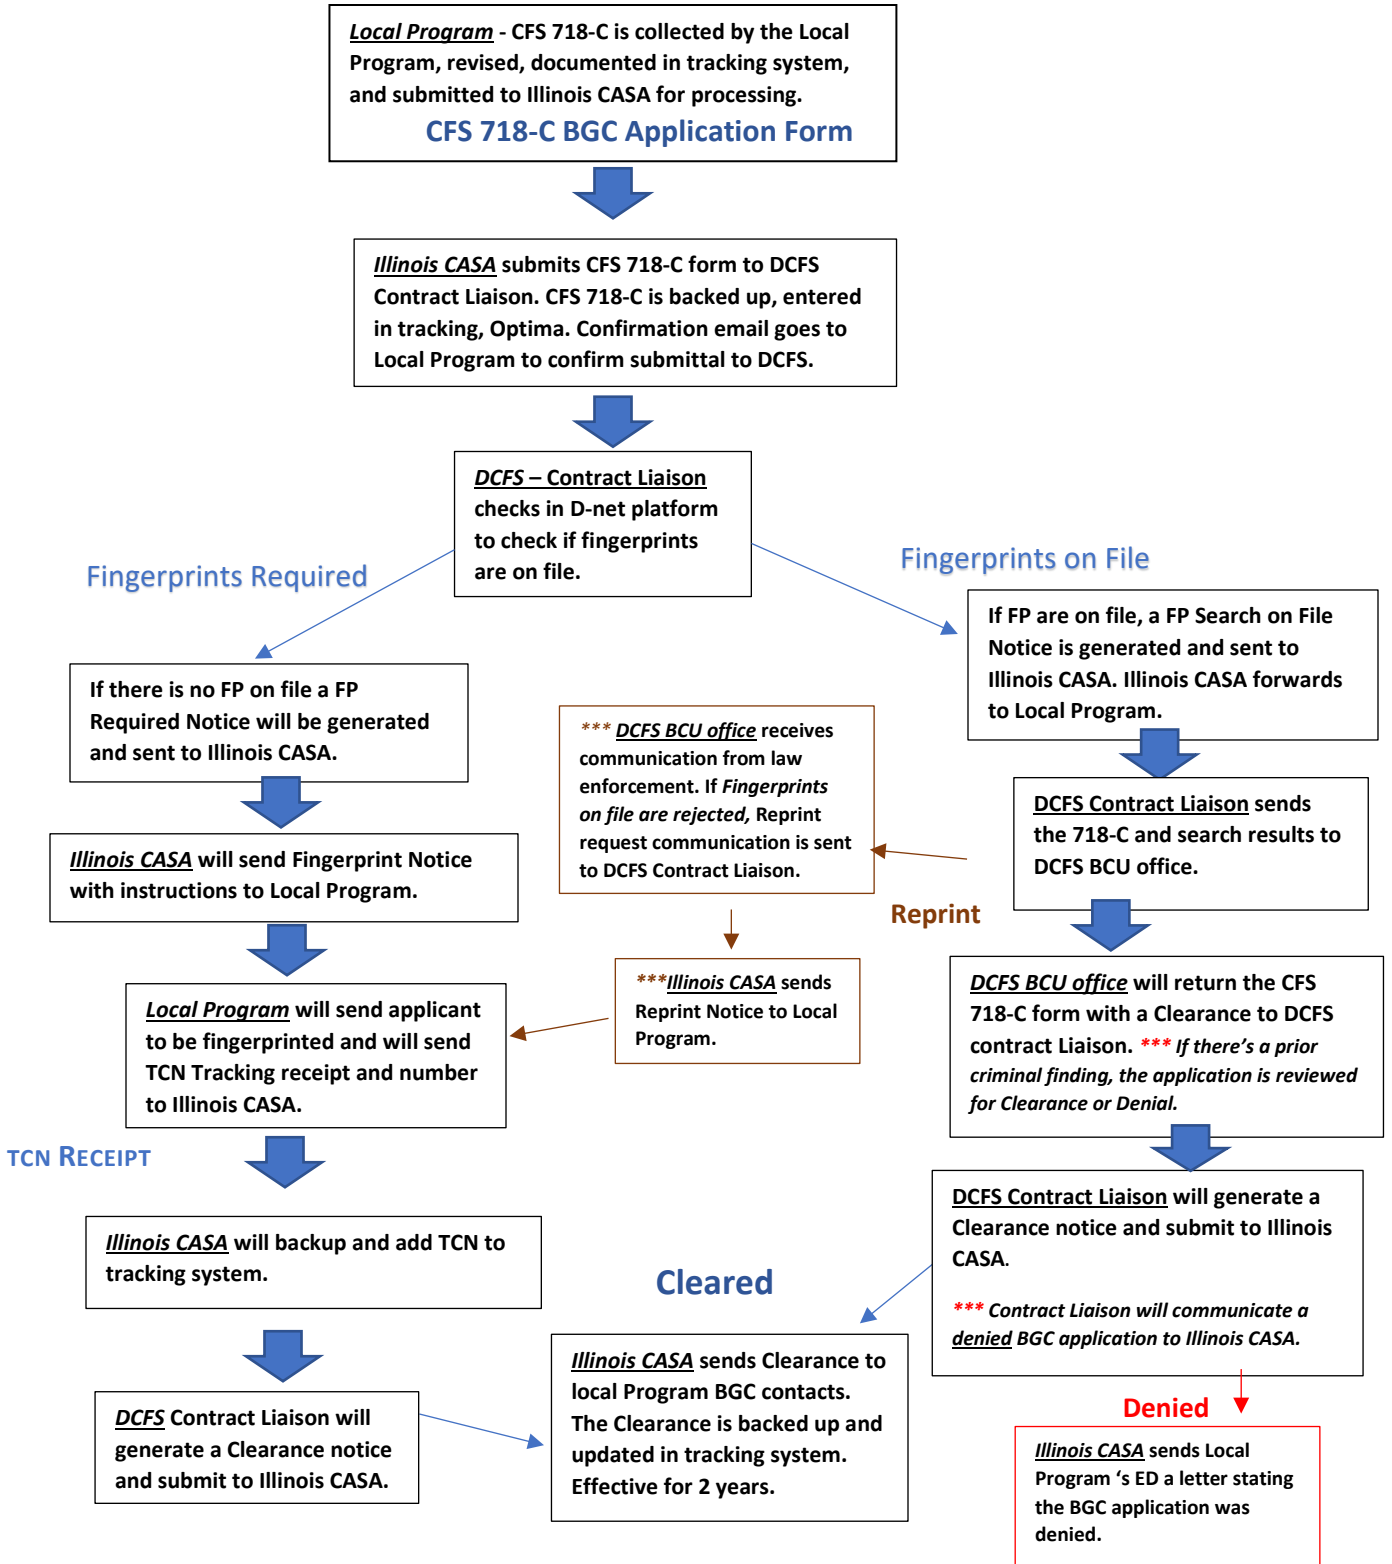 Local Program - CFS 718-C is collected by the Local
Program, revised, documented in tracking system,
and submitted to Illinois CASA for processing.
CFS 718-C BGC Application Form
Illinois CASA submits CFS 718-C form to DCFS
Contract Liaison. CFS 718-C is backed up, entered
in tracking, Optima. Confirmation email goes to
Local Program to confirm submittal to DCFS.
DCFS – Contract Liaison
checks in D-net platform
to check if fingerprints
are on file.
Fingerprints Required
Fingerprints on File
If there is no FP on file a FP
Required Notice will be generated
and sent to Illinois CASA.
Illinois CASA will send Fingerprint Notice
with instructions to Local Program.
Local Program will send applicant
to be fingerprinted and will send
TCN Tracking receipt and number
to Illinois CASA.
TCN RECEIPT
Illinois CASA will backup and add TCN to
tracking system.
DCFS Contract Liaison will
generate a Clearance notice
and submit to Illinois CASA.
*** DCFS BCU office receives
communication from law
enforcement. If Fingerprints
on file are rejected, Reprint
request communication is sent
to DCFS Contract Liaison.
Reprint
***Illinois CASA sends
Reprint Notice to Local
Program.
If FP are on file, a FP Search on File
Notice is generated and sent to
Illinois CASA. Illinois CASA forwards
to Local Program.
DCFS Contract Liaison sends
the 718-C and search results to
DCFS BCU office.
DCFS BCU office will return the CFS
718-C form with a Clearance to DCFS
contract Liaison. *** If there’s a prior
criminal finding, the application is reviewed
for Clearance or Denial.
DCFS Contract Liaison will generate a
Clearance notice and submit to Illinois
CASA.
*** Contract Liaison will communicate a
denied BGC application to Illinois CASA.
Cleared
Illinois CASA sends Clearance to
local Program BGC contacts.
The Clearance is backed up and
updated in tracking system.
Effective for 2 years.
Denied
Illinois CASA sends Local
Program ‘s ED a letter stating
the BGC application was
denied.